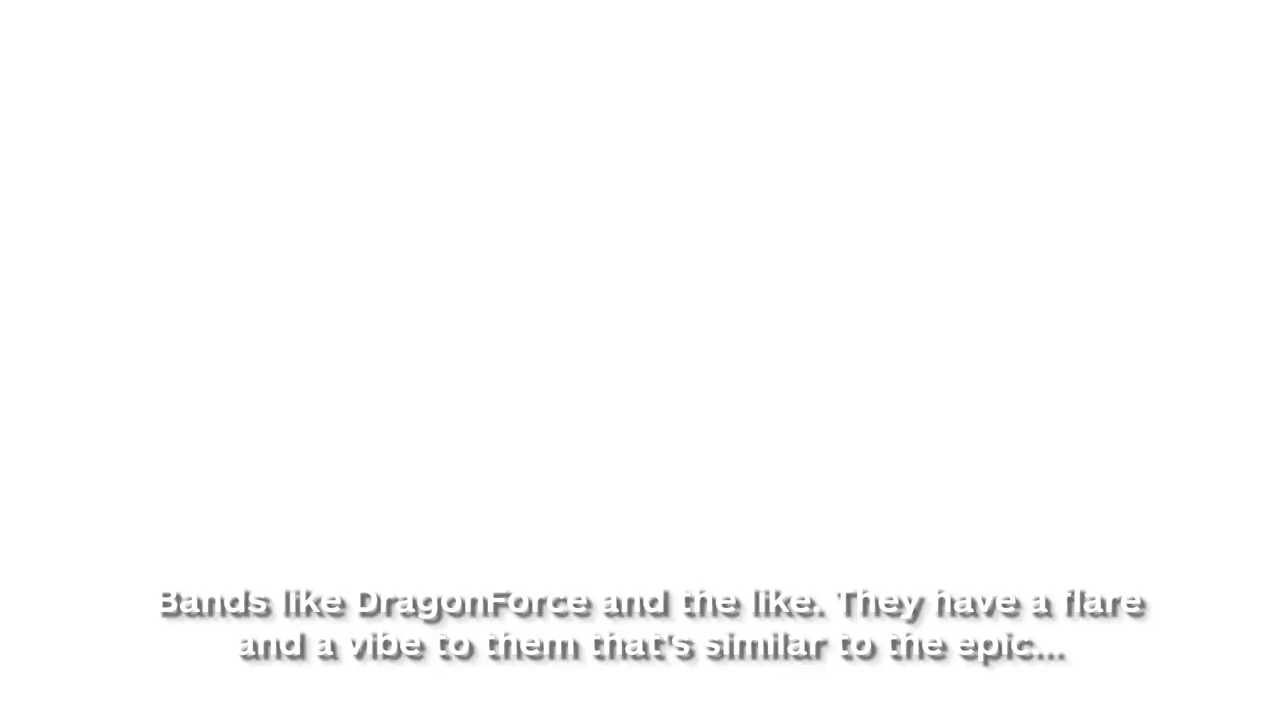 Bands like DragonForce and the like. They have a flare
and a vibe to them that's similar to the epic...